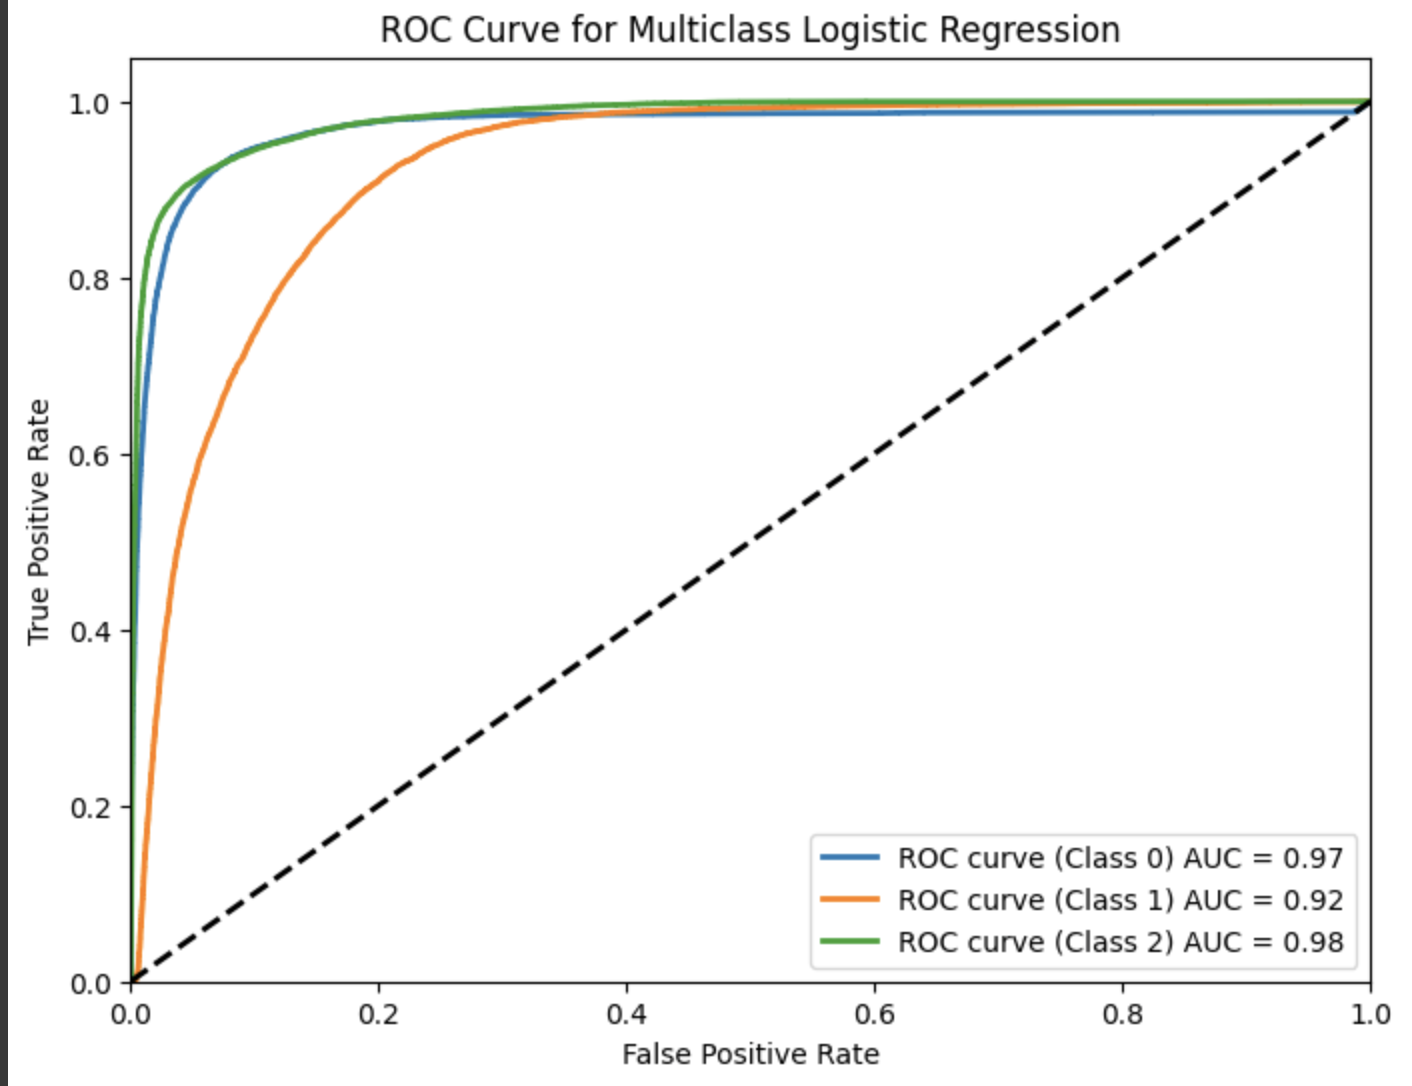 ROC Curve for Multiclass Logistic Regression
True Positive Rate
1.0
0.8
0.6
0.4
0.2
0.0
ROC curve (Class 0) AUC = 0.97
ROC curve (Class 1) AUC = 0.92
ROC curve (Class 2) AUC = 0.98
0.0 0.2 0.4 0.6 0.8 1.0
False Positive Rate